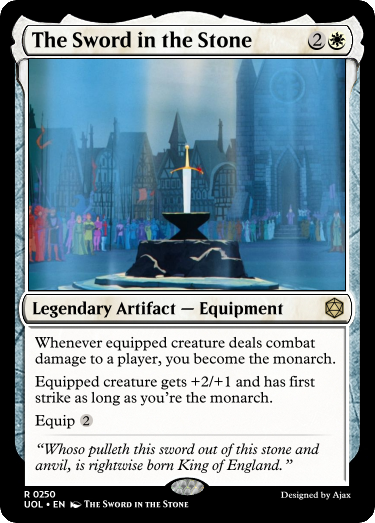 The Sword in the Stone 2
Legendary Artifact — Equipment
Whenever equipped creature deals combat
damage to a player, you become the monarch.
Equipped creature gets +2/+1 and has first
strike as long as you're the monarch.
Equip 2
“Whoso pulleth this sword out of this stone and
anvil, is rightwise born King of England.”
R 0250
UOL • EN The Sword in the Stone
Designed by Ajax